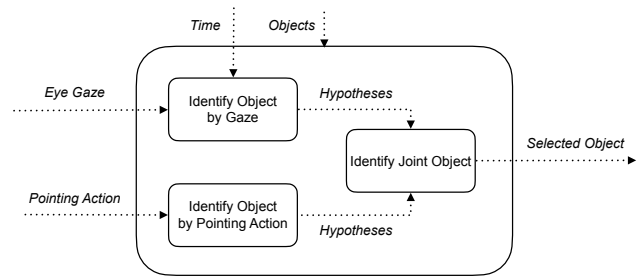 Time
Objects
Eye Gaze
Identify Object
by Gaze
Hypotheses
Identify Joint Object
Selected Object
Pointing Action
Identify Object
by Pointing Action
Hypotheses